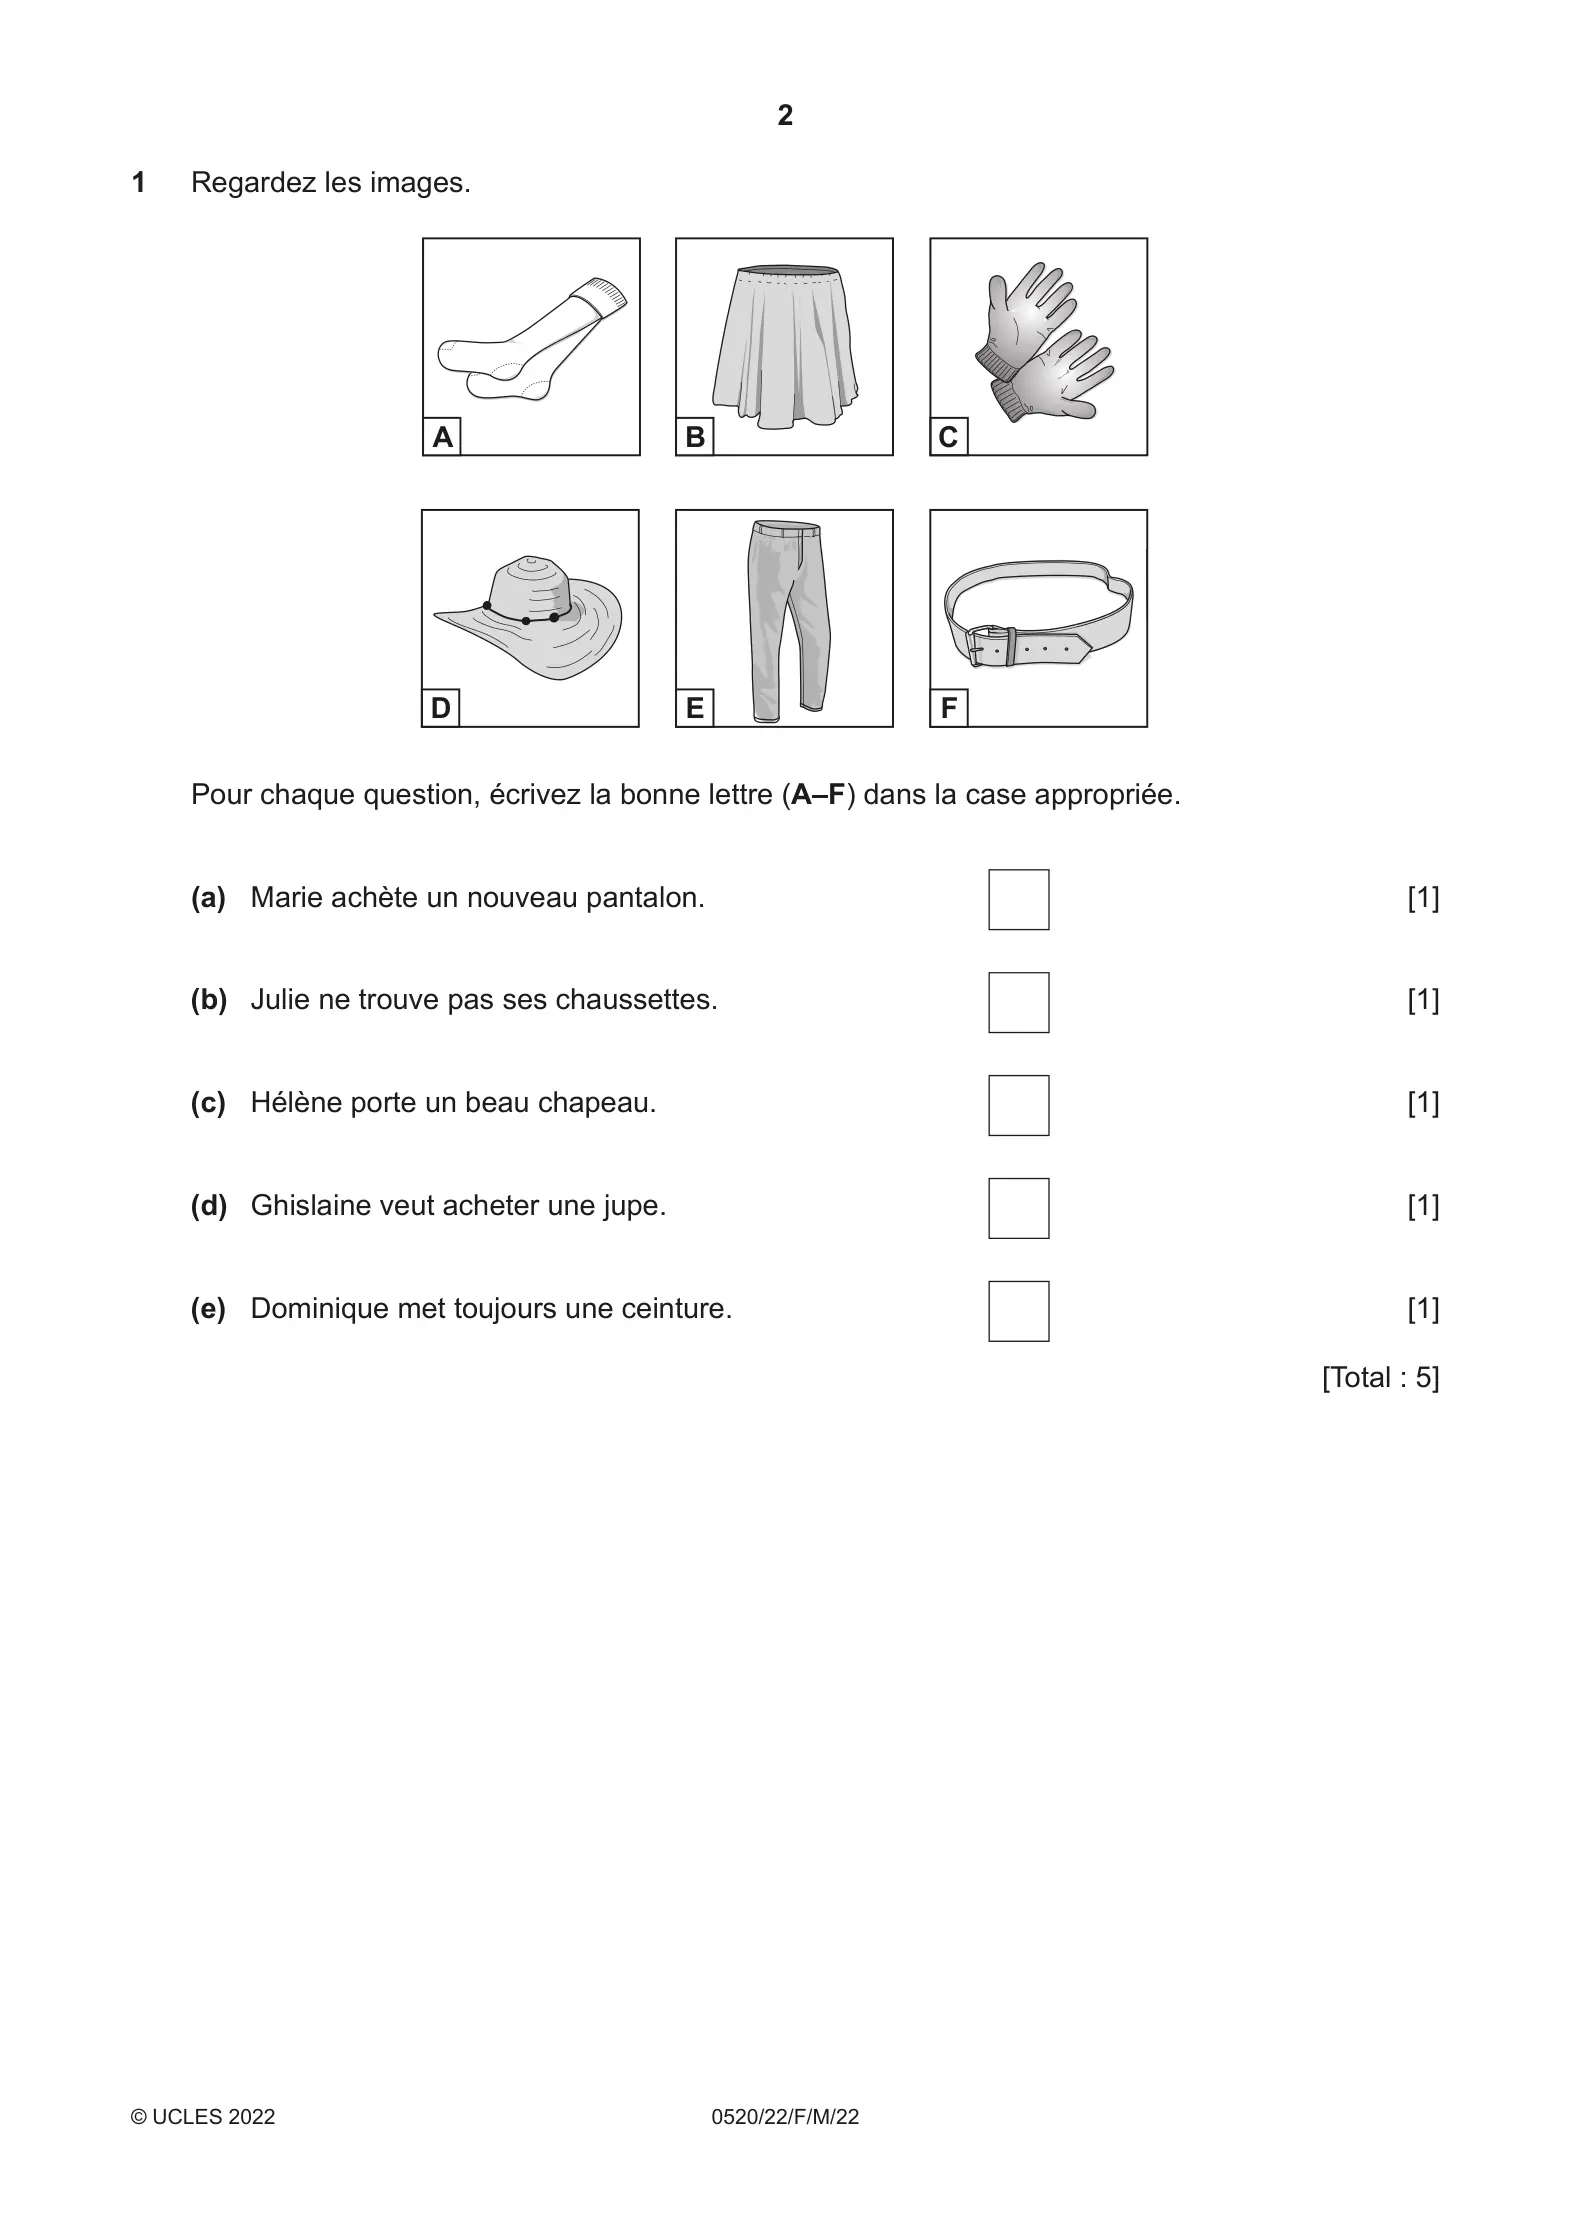 2
1 Regardez les images.
A B C
D E F
Pour chaque question, écrivez la bonne lettre (A–F) dans la case appropriée.
(a) Marie achète un nouveau pantalon. [1]
(b) Julie ne trouve pas ses chaussettes. [1]
(c) Hélène porte un beau chapeau. [1]
(d) Ghislaine veut acheter une jupe. [1]
(e) Dominique met toujours une ceinture. [1]
[Total : 5]
© UCLES 2022 0520/22/F/M/22